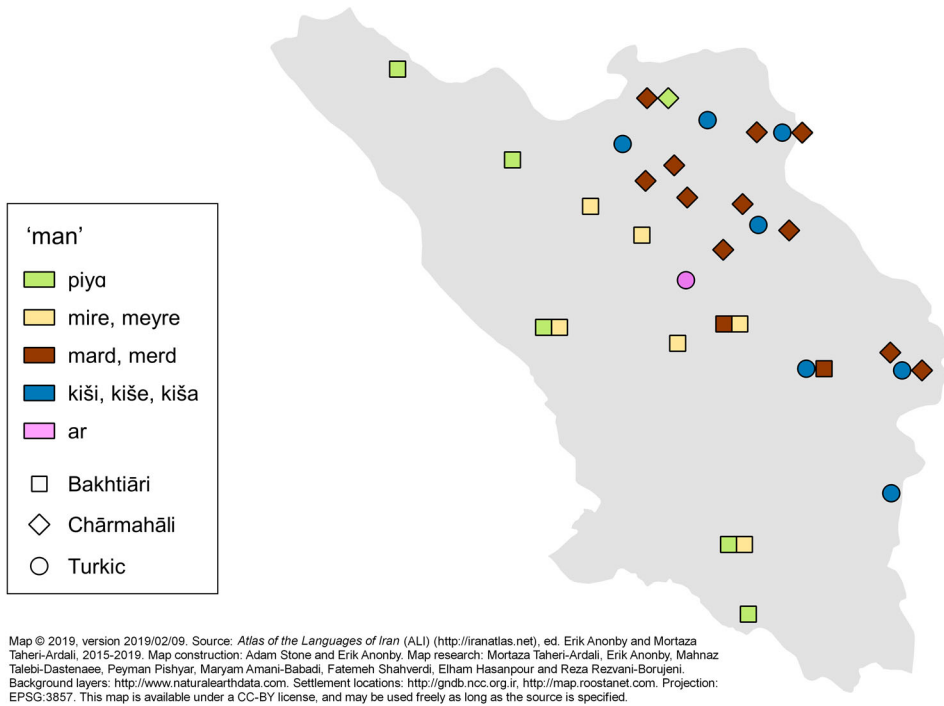 ‘man’
piyɑ
mire, meyre
mard, merd
kiši, kiše, kiša
ar
Bakhtiāri
Chārmahāli
Turkic
Map © 2019, version 2019/02/09. Source: Atlas of the Languages of Iran (ALI) (http://iranatlas.net), ed. Erik Anonby and Mortaza
Taheri-Ardali, 2015-2019. Map construction: Adam Stone and Erik Anonby. Map research: Mortaza Taheri-Ardali, Erik Anonby, Mahnaz
Talebi-Dastenaee, Peyman Pishyar, Maryam Amani-Babadi, Fatemeh Shahverdi, Elham Hasanpour and Reza Rezvani-Borujeni.
Background layers: http://www.naturalearthdata.com. Settlement locations: http://gndb.ncc.org.ir, http://map.roostanet.com. Projection:
EPSG:3857. This map is available under a CC-BY license, and may be used freely as long as the source is specified.